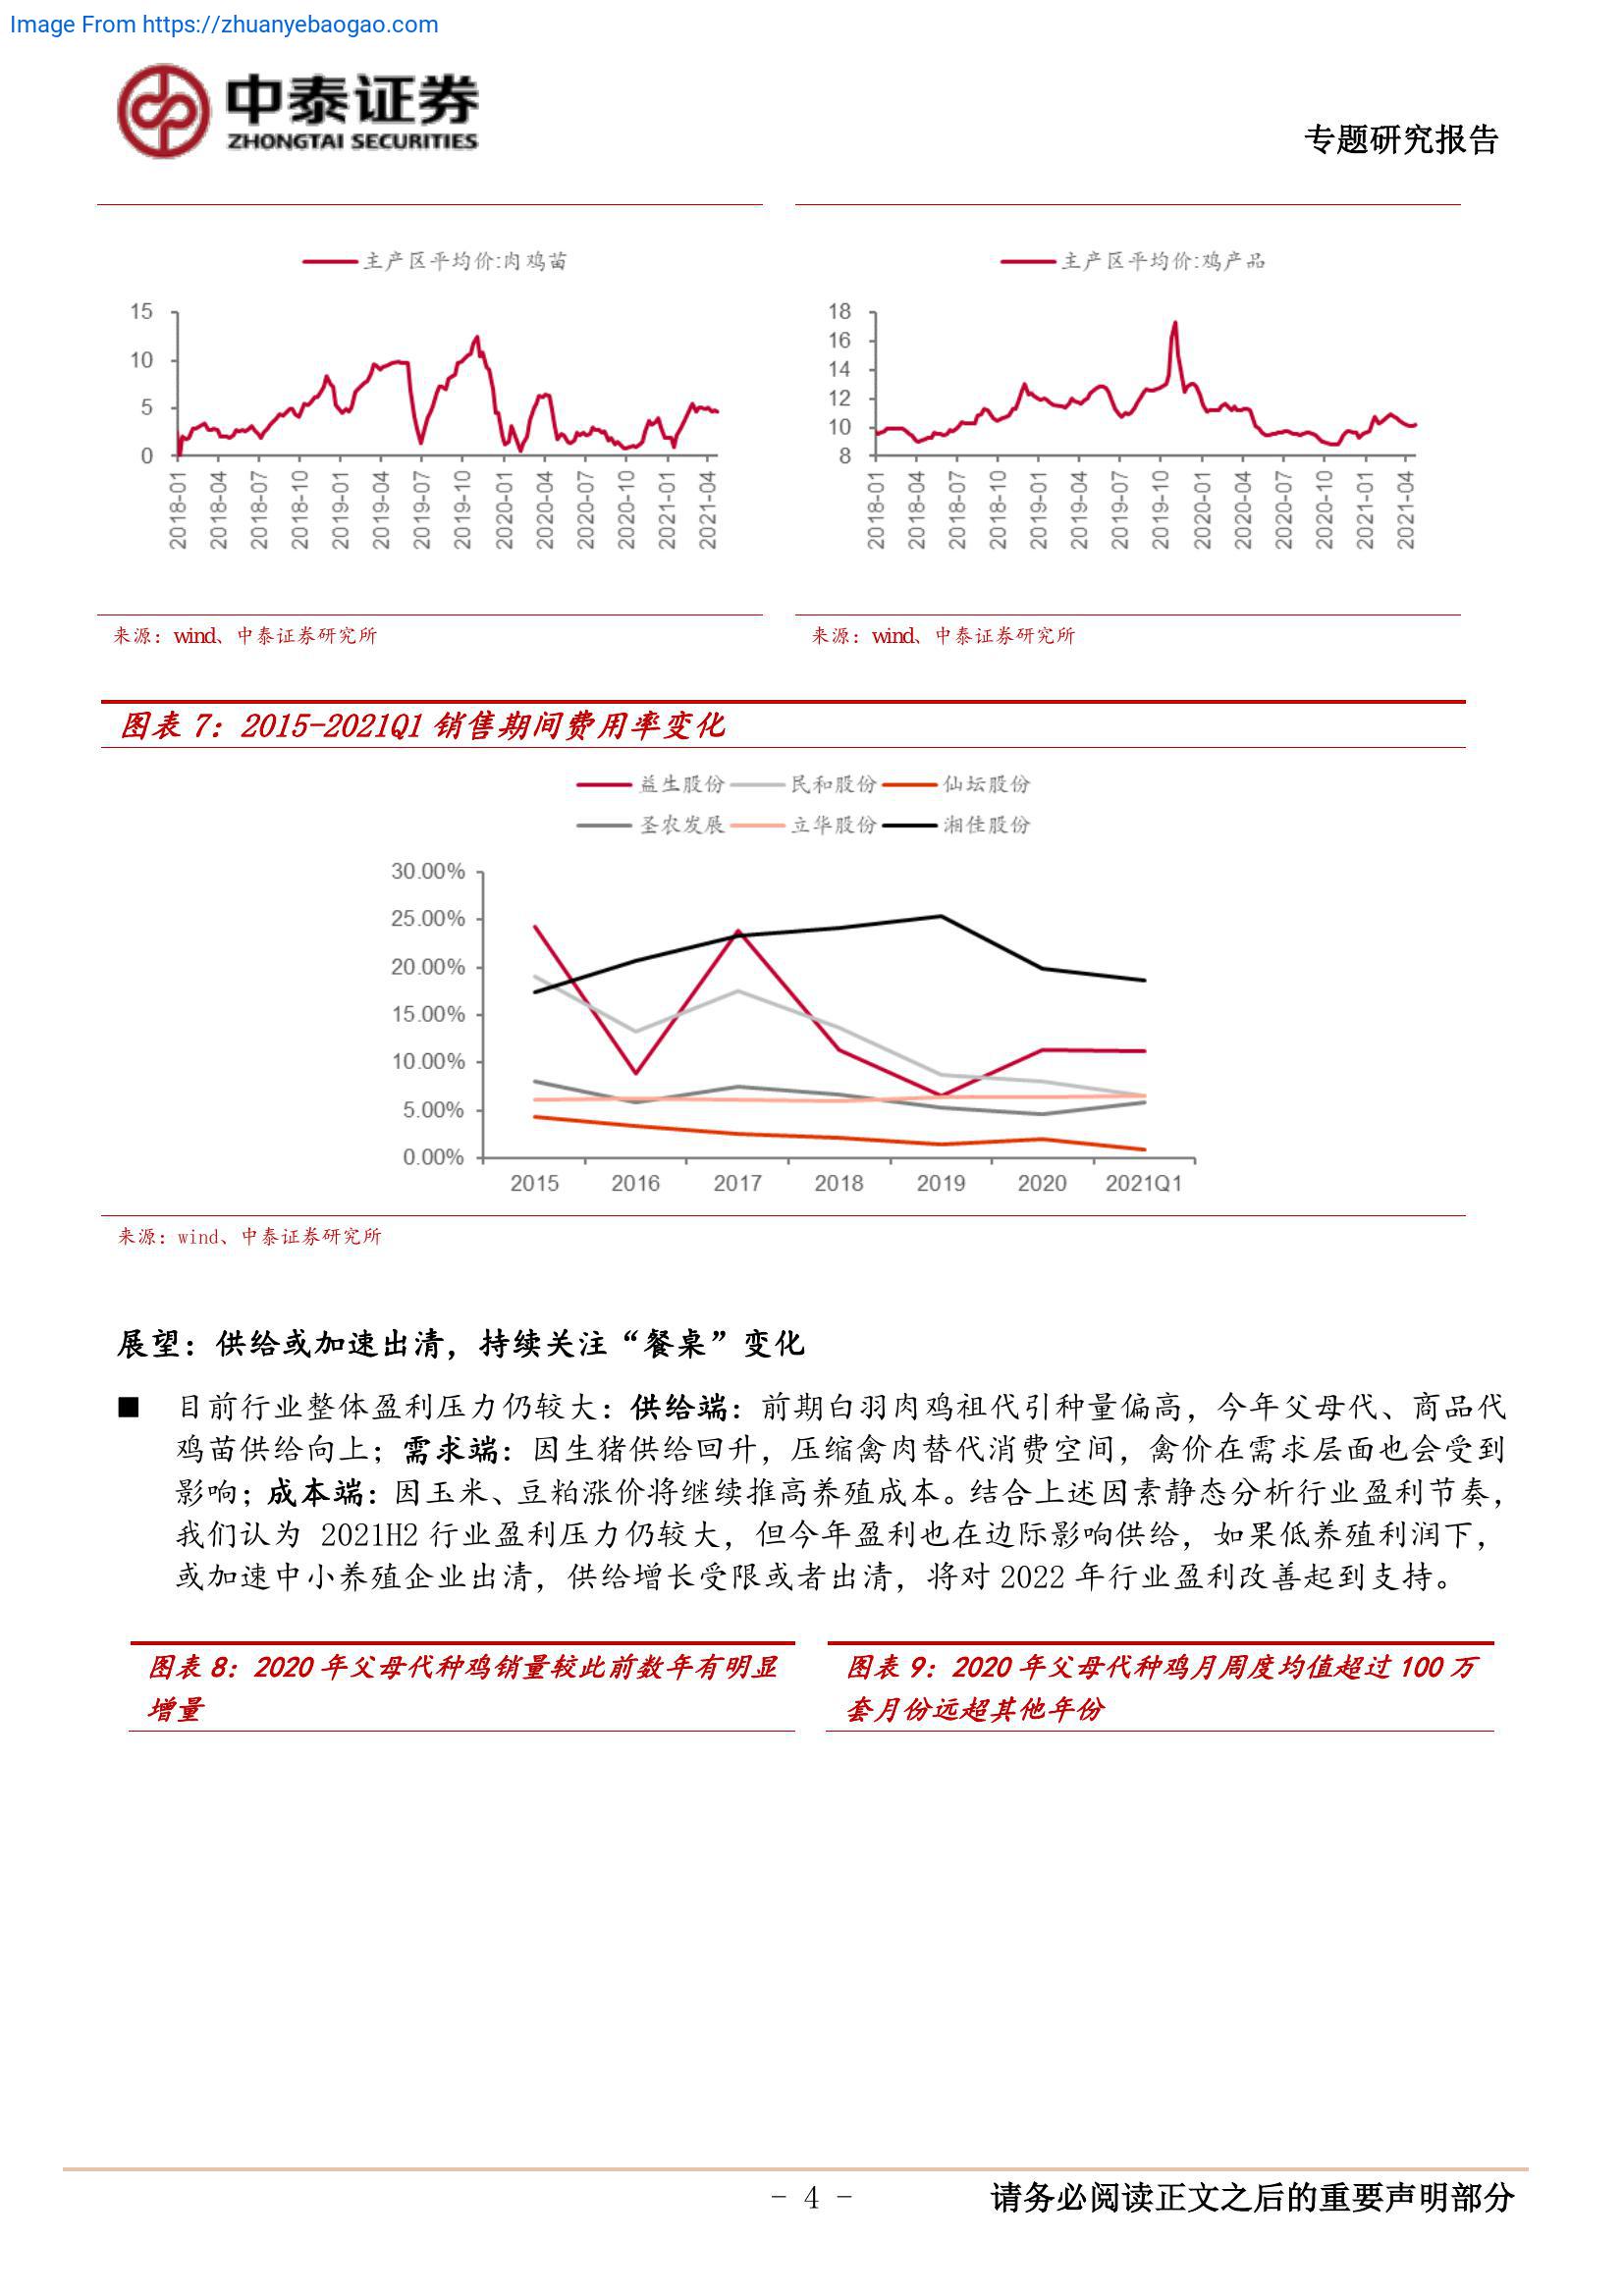 Image From https://zhuanyebaogao.com
中泰证券
ZHONGTAI SECURITIES
专题研究报告
主产区平均价:肉鸡苗
15
10
5
0
2018-01 2018-04 2018-07 2018-10 2019-01 2019-04 2019-07 2019-10 2020-01 2020-04 2020-07 2020-10 2021-01 2021-04
主产区平均价:鸡产品
18
16
14
12
10
8
2018-01 2018-04 2018-07 2018-10 2019-01 2019-04 2019-07 2019-10 2020-01 2020-04 2020-07 2020-10 2021-01 2021-04
来源：wind、中泰证券研究所
来源：wind、中泰证券研究所
图表 7：2015-2021Q1 销售期间费用率变化
益生股份 民和股份 仙坛股份
圣农发展 立华股份 湘佳股份
30.00%
25.00%
20.00%
15.00%
10.00%
5.00%
0.00%
2015 2016 2017 2018 2019 2020 2021Q1
来源：wind、中泰证券研究所
展望：供给或加速出清，持续关注“餐桌”变化
■ 目前行业整体盈利压力仍较大：供给端：前期白羽肉鸡祖代引种量偏高，今年父母代、商品代
鸡苗供给向上；需求端：因生猪供给回升，压缩禽肉替代消费空间，禽价在需求层面也会受到
影响；成本端：因玉米、豆粕涨价将继续推高养殖成本。结合上述因素静态分析行业盈利节奏，
我们认为 2021H2 行业盈利压力仍较大，但今年盈利也在边际影响供给，如果低养殖利润下，
或加速中小养殖企业出清，供给增长受限或者出清，将对 2022 年行业盈利改善起到支持。
图表 8：2020 年父母代种鸡销量较此前数年有明显
增量
图表 9：2020 年父母代种鸡月周度均值超过 100 万
套月份远超其他年份
- 4 -
请务必阅读正文之后的重要声明部分